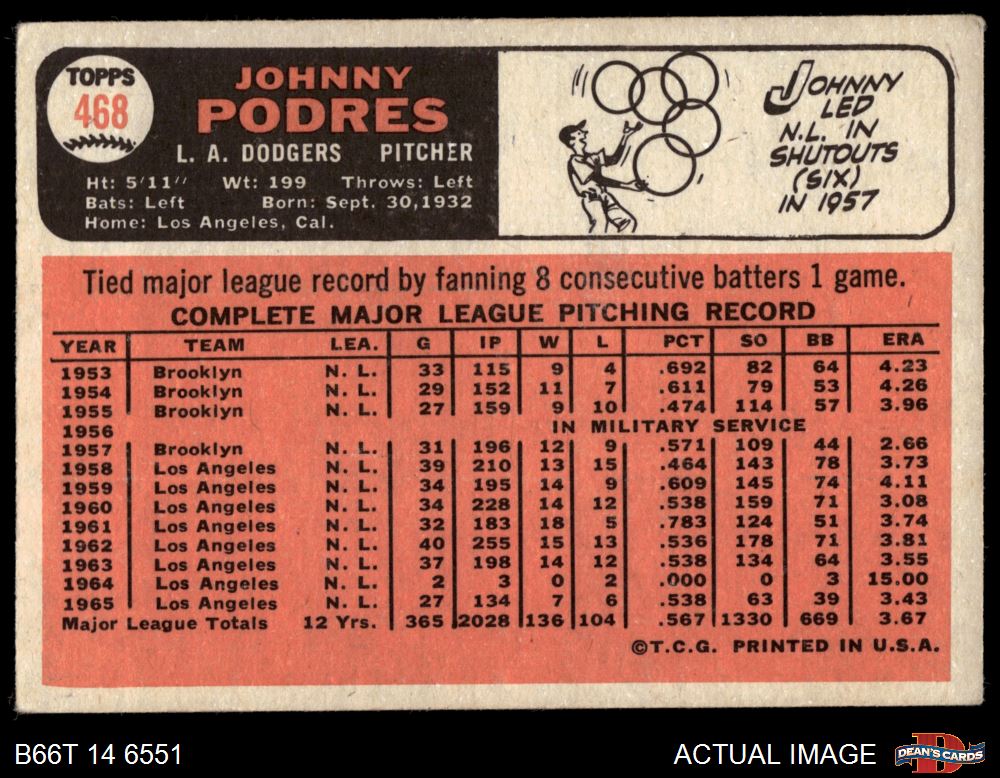 TOPPS
468
JOHNNY
PODRES
L. A. DODGERS PITCHER
Ht: 5'11" Wt: 199 Throws: Left
Bats: Left Born: Sept. 30,1932
Home: Los Angeles, Cal.
JOHNNY
LED
N.L. IN
SHUTOUTS
(SIX)
IN 1957
Tied major league record by fanning 8 consecutive batters 1 game.
COMPLETE MAJOR LEAGUE PITCHING RECORD
YEAR TEAM LEA. G IP W L PCT SO BB ERA
1953 Brooklyn N. L. 33 115 9 4 .692 82 64 4.23
1954 Brooklyn N. L. 29 152 11 7 .611 79 53 4.26
1955 Brooklyn N. L. 27 159 9 10 .474 114 57 3.96
1956 IN MILITARY SERVICE
1957 Brooklyn N. L. 31 196 12 9 .571 109 44 2.66
1958 Los Angeles N. L. 39 210 13 15 .464 143 78 3.73
1959 Los Angeles N. L. 34 195 14 9 .609 145 74 4.11
1960 Los Angeles N. L. 34 228 14 12 .538 159 71 3.08
1961 Los Angeles N. L. 32 183 18 5 .783 124 51 3.74
1962 Los Angeles N. L. 40 255 15 13 .536 178 71 3.81
1963 Los Angeles N. L. 37 198 14 12 .538 134 64 3.55
1964 Los Angeles N. L. 2 3 0 2 .000 0 3 15.00
1965 Los Angeles N. L. 27 134 7 6 .538 63 39 3.43
Major League Totals 12 Yrs. 365 2028 136 104 .567 1330 669 3.67
©T.C.G. PRINTED IN U.S.A.
B66T 14 6551
ACTUAL IMAGE
DEAN'S CARDS